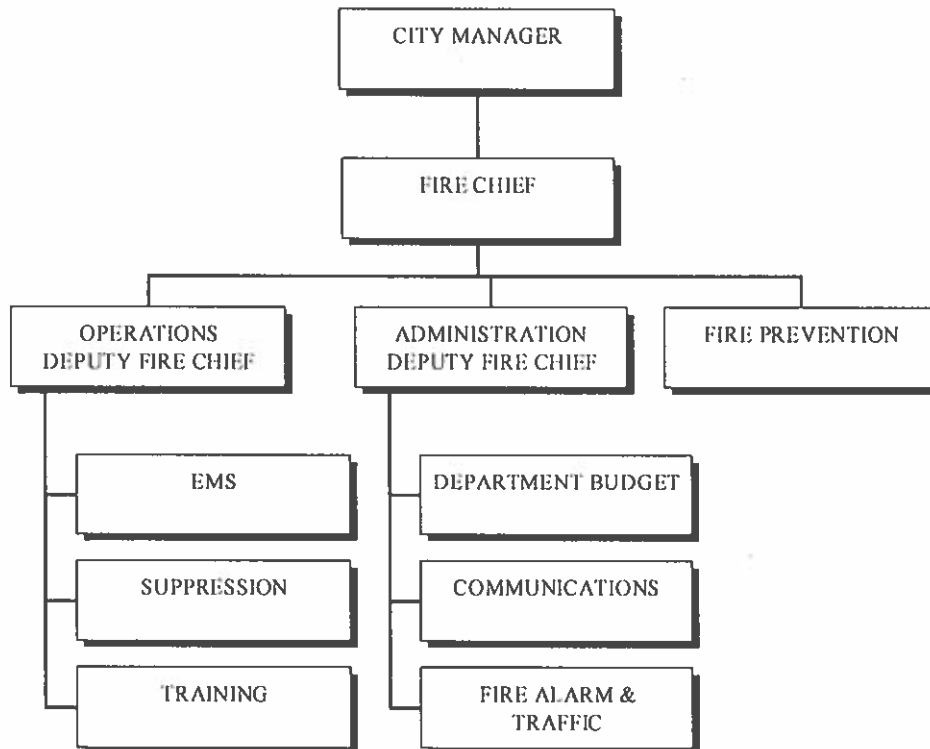 CITY MANAGER
FIRE CHIEF
OPERATIONS
DEPUTY FIRE CHIEF
ADMINISTRATION
DEPUTY FIRE CHIEF
FIRE PREVENTION
EMS
SUPPRESSION
TRAINING
DEPARTMENT BUDGET
COMMUNICATIONS
FIRE ALARM &
TRAFFIC